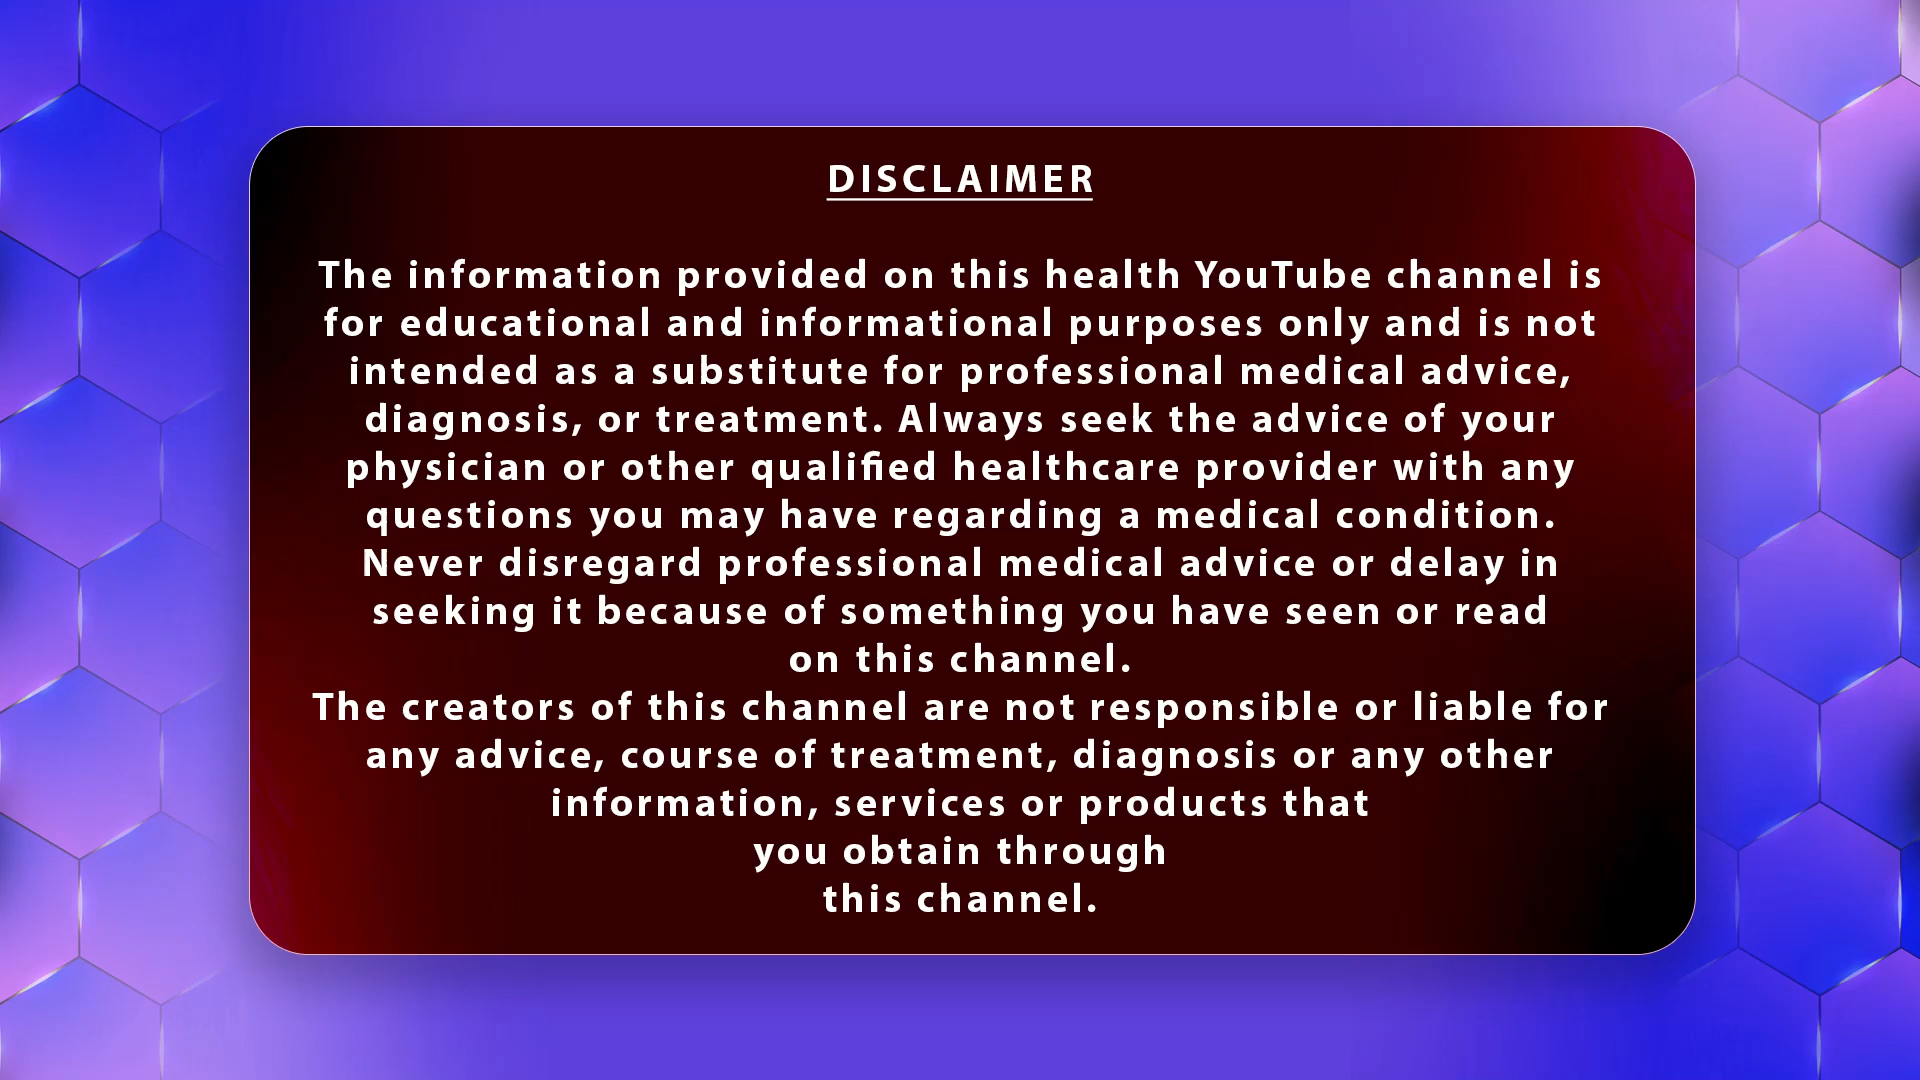 DISCLAIMER
The information provided on this health YouTube channel is
for educational and informational purposes only and is not
intended as a substitute for professional medical advice,
diagnosis, or treatment. Always seek the advice of your
physician or other qualified healthcare provider with any
questions you may have regarding a medical condition.
Never disregard professional medical advice or delay in
seeking it because of something you have seen or read
on this channel.
The creators of this channel are not responsible or liable for
any advice, course of treatment, diagnosis or any other
information, services or products that
you obtain through
this channel.